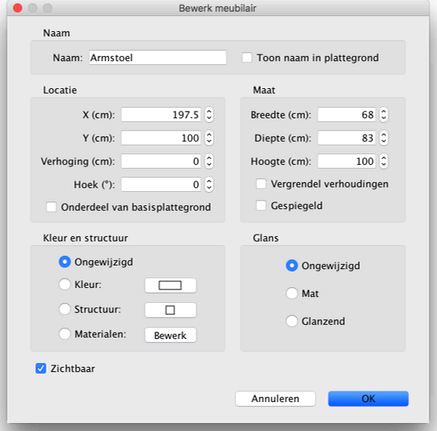 Bewerk meubilair
Naam
Naam: Armstoel Toon naam in plattegrond
Locatie Maat
X (cm): 197.5 Breedte (cm): 68
Y (cm): 100 Diepte (cm): 83
Verhoging (cm): 0 Hoogte (cm): 100
Hoek (°): 0 Vergrendel verhoudingen
Onderdeel van basisplattegrond Gespiegeld
Kleur en structuur Glans
Ongewijzigd Ongewijzigd
Kleur: Mat
Structuur: Glanzend
Materialen: Bewerk
Zichtbaar
Annuleren OK